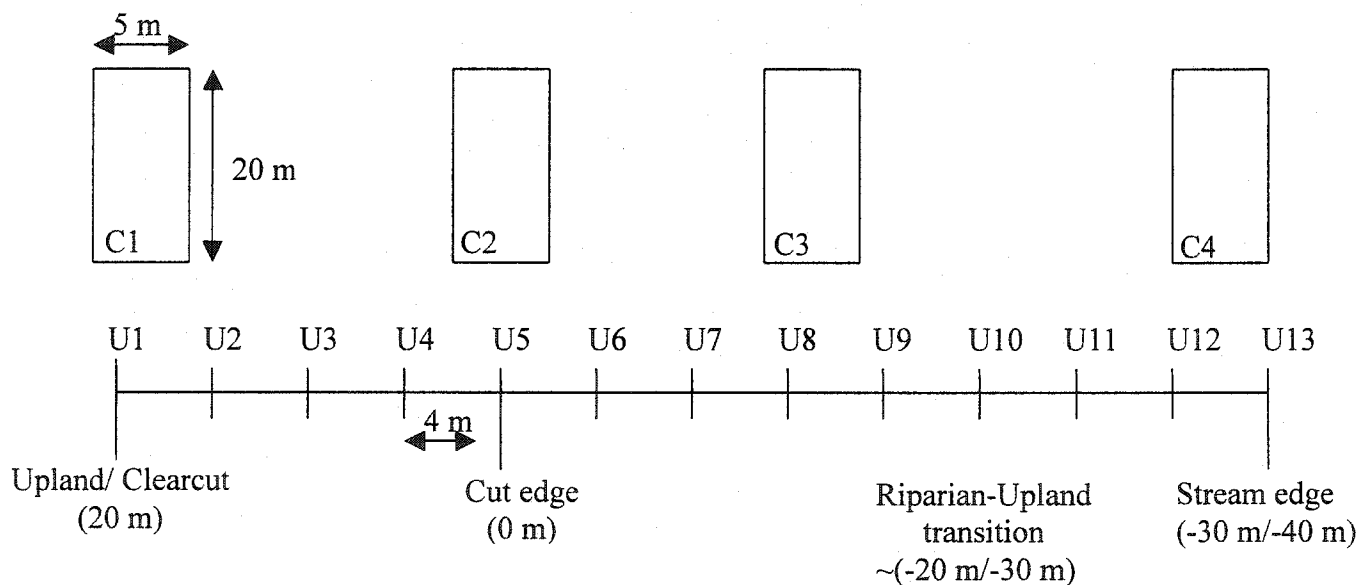 5 m
20 m
C1
C2
C3
C4
U1 U2 U3 U4 U5 U6 U7 U8 U9 U10 U11 U12 U13
4 m
Upland/ Clearcut
(20 m)
Cut edge
(0 m)
Riparian-Upland
transition
~(-20 m/-30 m)
Stream edge
(-30 m/-40 m)